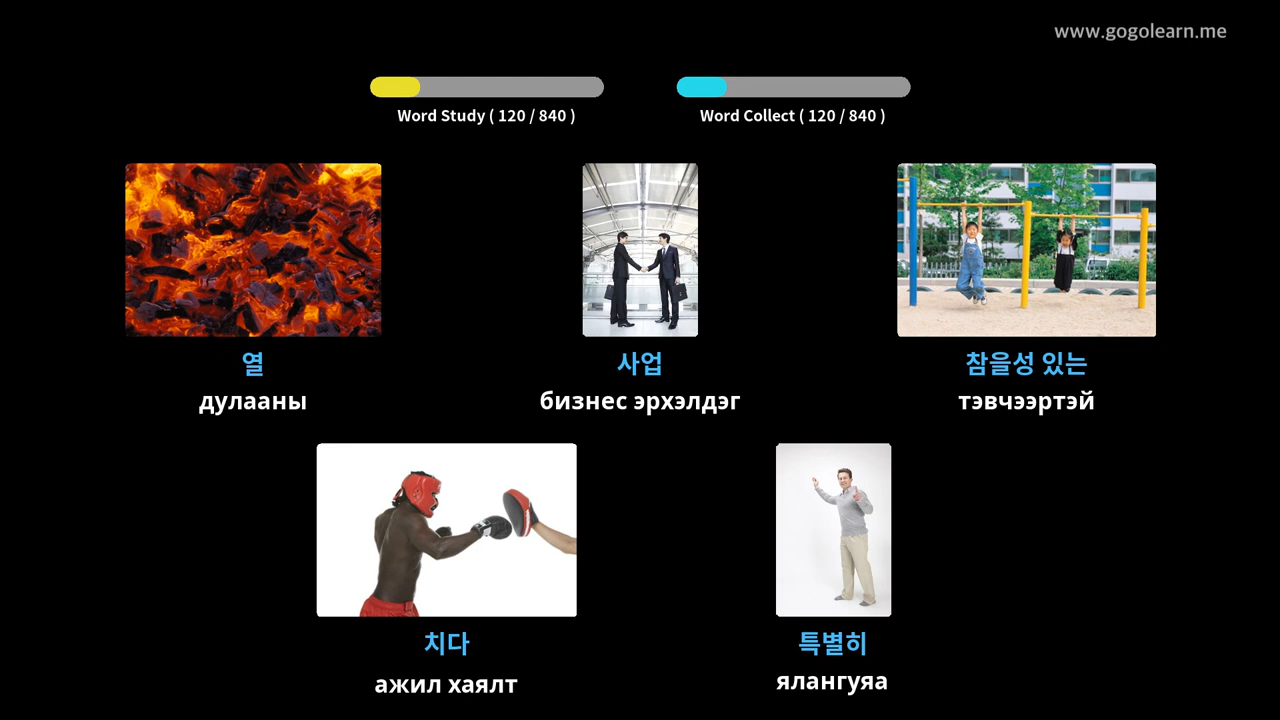 www.gogolearn.me
Word Study ( 120 / 840 )
Word Collect ( 120 / 840 )
열
дулааны
사업
бизнес эрхэлдэг
참을성 있는
тэвчээртэй
치다
ажил хаялт
특별히
ялангуяа